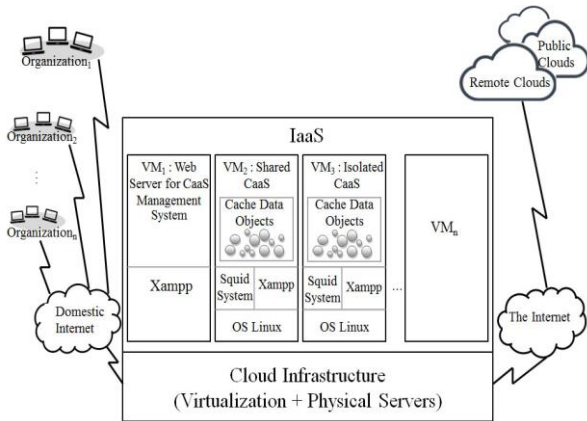 Organization1
Organization2
Organizationn
Domestic
Internet
IaaS
VM1 : Web
Server for CaaS
Management
System
Xampp
VM2 : Shared
CaaS
Cache Data
Objects
Squid
System
Xampp
OS Linux
VM3 : Isolated
CaaS
Cache Data
Objects
Squid
System
Xampp
OS Linux
...
VMn
Cloud Infrastructure
(Virtualization + Physical Servers)
Public
Clouds
Remote Clouds
The Internet